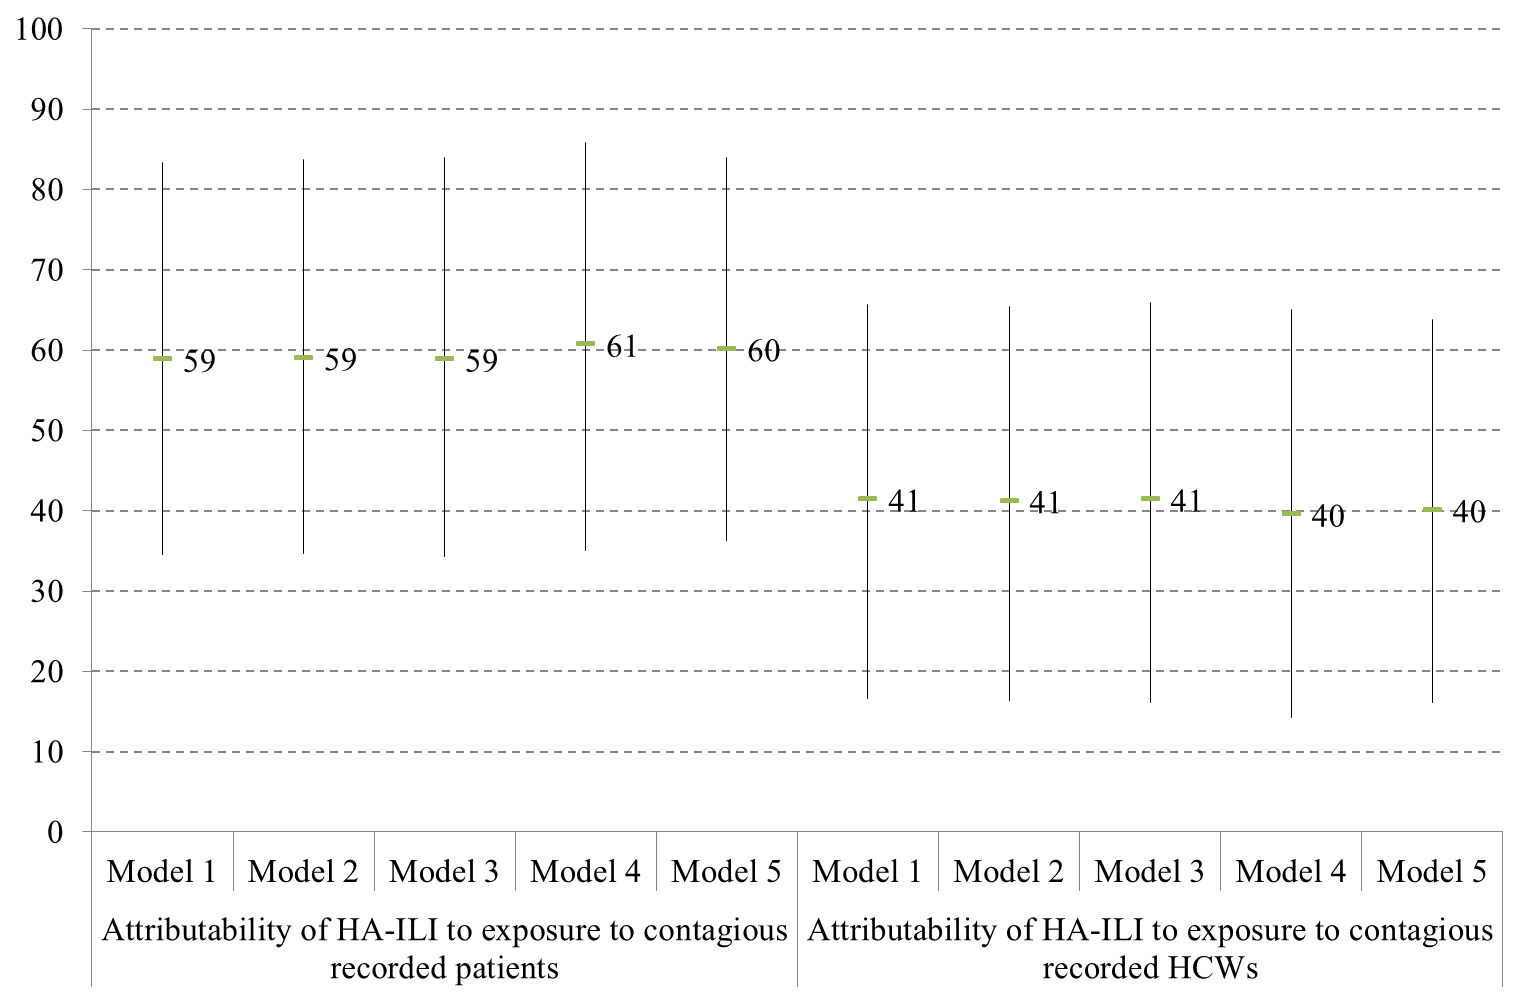 100
90
80
70
60
50
40
30
20
10
0
59
59
59
61
60
41
41
41
40
40
Model 1
Model 2
Model 3
Model 4
Model 5
Model 1
Model 2
Model 3
Model 4
Model 5
Attributability of HA-ILI to exposure to contagious
recorded patients
Attributability of HA-ILI to exposure to contagious
recorded HCWs